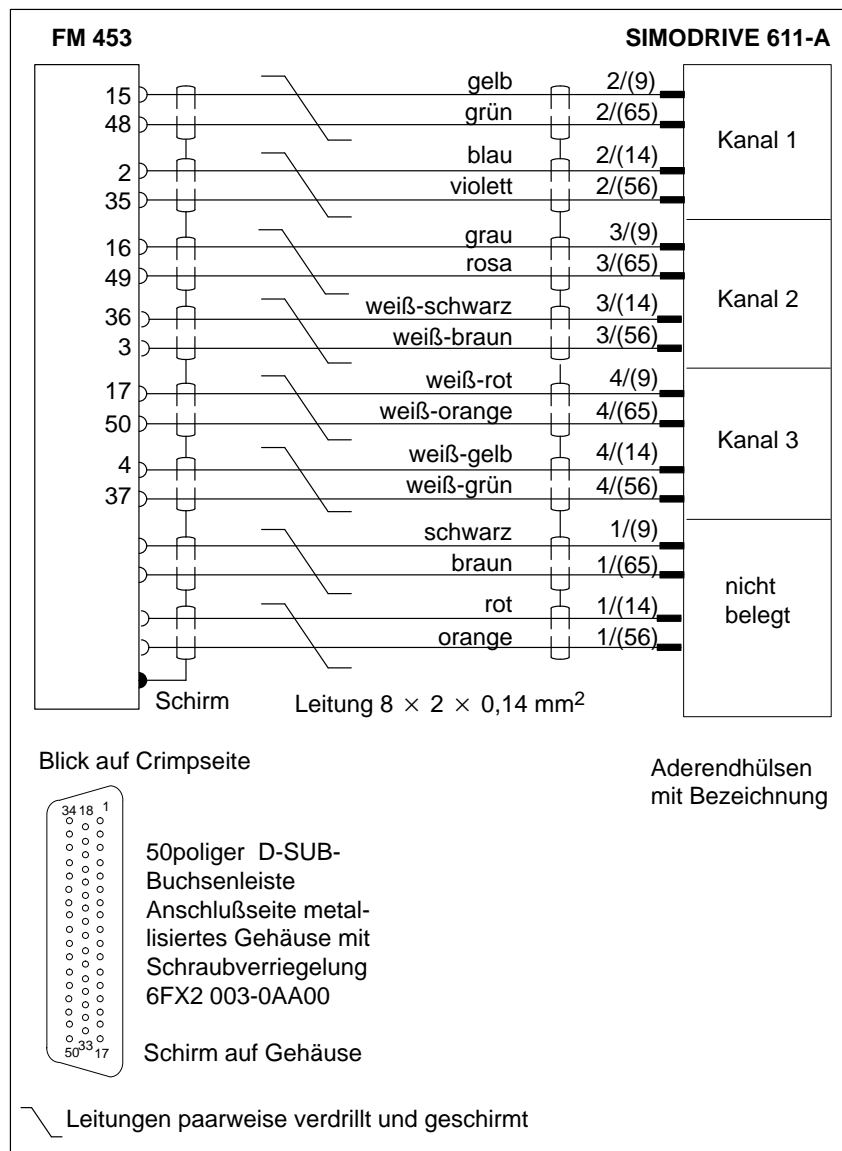 FM 453 SIMODRIVE 611-A
15 gelb 2/(9)
48 grün 2/(65)
Kanal 1
2 blau 2/(14)
35 violett 2/(56)
16 grau 3/(9)
49 rosa 3/(65)
Kanal 2
36 weiß-schwarz 3/(14)
3 weiß-braun 3/(56)
17 weiß-rot 4/(9)
50 weiß-orange 4/(65)
Kanal 3
4 weiß-gelb 4/(14)
37 weiß-grün 4/(56)
schwarz 1/(9)
braun 1/(65)
nicht
belegt
rot 1/(14)
orange 1/(56)
Schirm Leitung 8 × 2 × 0,14 mm²
Blick auf Crimpseite
Aderendhülsen
mit Bezeichnung
34 18 1
50poliger D-SUB-
Buchsenleiste
Anschlußseite metal-
lisiertes Gehäuse mit
Schraubverriegelung
6FX2 003-0AA00
50 33 17
Schirm auf Gehäuse
Leitungen paarweise verdrillt und geschirmt